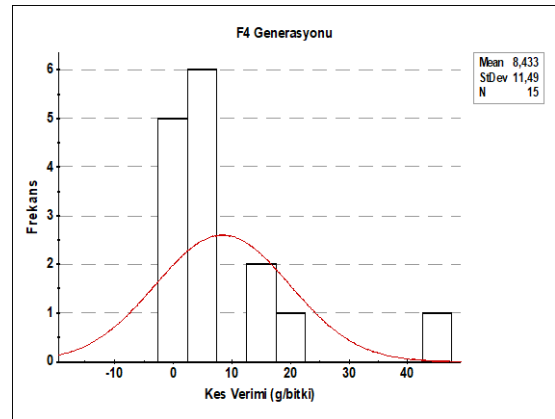 F4 Generasyonu
Mean 8,433
StDev 11,49
N 15
Frekans
6
5
4
3
2
1
0
-10 0 10 20 30 40
Kes Verimi (g/bitki)